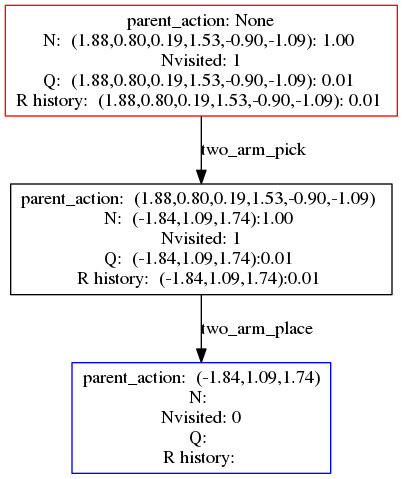 parent_action: None
N:  (1.88,0.80,0.19,1.53,-0.90,-1.09): 1.00
Nvisited: 1
Q:  (1.88,0.80,0.19,1.53,-0.90,-1.09): 0.01
R history:  (1.88,0.80,0.19,1.53,-0.90,-1.09): 0.01
two_arm_pick
parent_action:  (1.88,0.80,0.19,1.53,-0.90,-1.09)
N:  (-1.84,1.09,1.74):1.00
Nvisited: 1
Q:  (-1.84,1.09,1.74):0.01
R history:  (-1.84,1.09,1.74):0.01
two_arm_place
parent_action:  (-1.84,1.09,1.74)
N:
Nvisited: 0
Q:
R history: